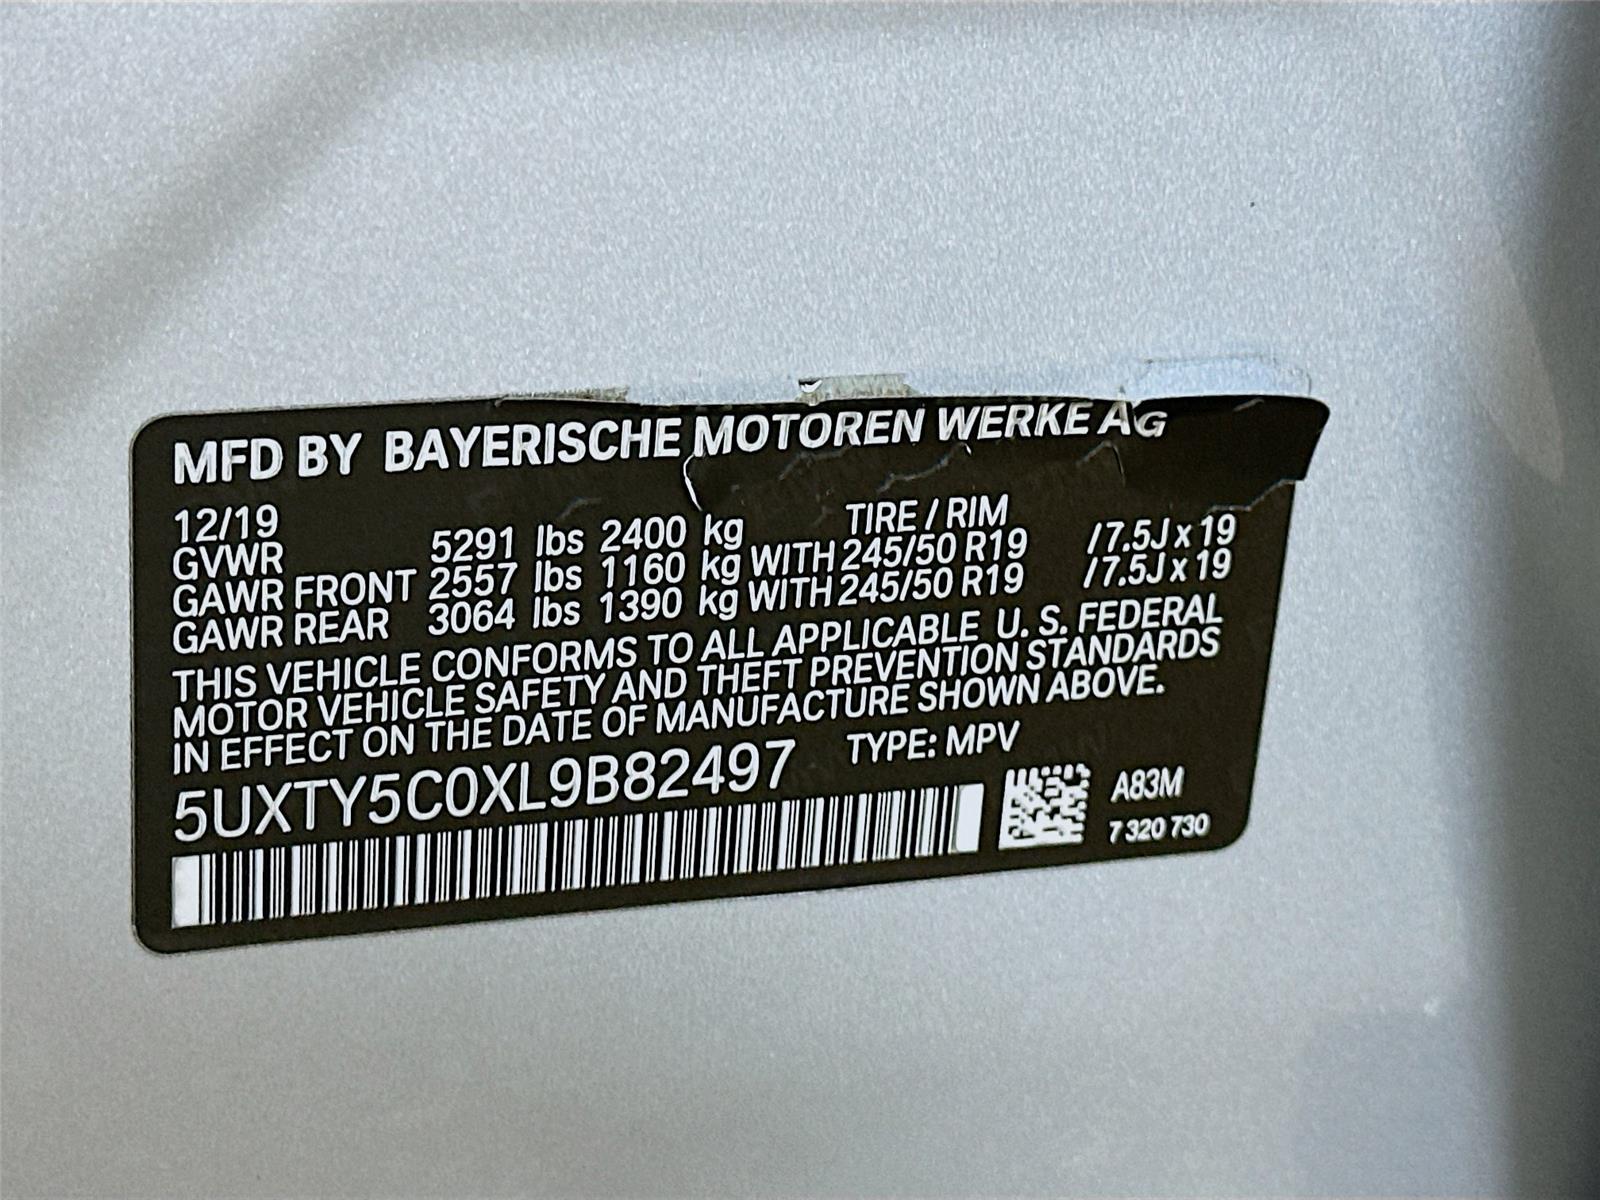 MFD BY BAYERISCHE MOTOREN WERKE AG
12/19 TIRE / RIM
GVWR 5291 lbs 2400 kg
GAWR FRONT 2557 lbs 1160 kg WITH 245/50 R19 /7.5J x 19
GAWR REAR 3064 lbs 1390 kg WITH 245/50 R19 /7.5J x 19
THIS VEHICLE CONFORMS TO ALL APPLICABLE U. S. FEDERAL
MOTOR VEHICLE SAFETY AND THEFT PREVENTION STANDARDS
IN EFFECT ON THE DATE OF MANUFACTURE SHOWN ABOVE.
5UXTY5C0XL9B82497 TYPE: MPV
A83M
7 320 730